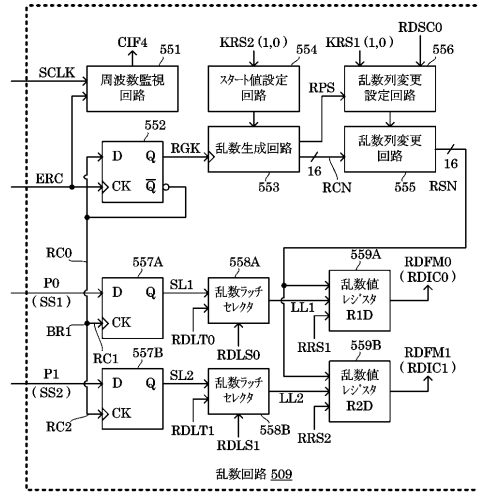 CIF4
551
KRS2(1,0)
554
KRS1(1,0)
RDSC0
556
SCLK
周波数監視
回路
スタート値設定
回路
RPS
乱数列変更
設定回路
552
D
Q
RGK
乱数生成回路
乱数列変更
回路
16
ERC
CK
Q
553
16
RCN
555
RSN
RC0
557A
558A
559A
P0
(SS1)
D
Q
SL1
乱数ラッチ
セレクタ
乱数値
レジスタ
R1D
RDFM0
(RDIC0)
LL1
BR1
CK
RC1
RDLT0
RDLS0
RRS1
557B
559B
P1
(SS2)
D
Q
SL2
乱数ラッチ
セレクタ
乱数値
レジスタ
R2D
RDFM1
(RDIC1)
LL2
RC2
CK
RDLT1
RDLS1
558B
RRS2
乱数回路 509